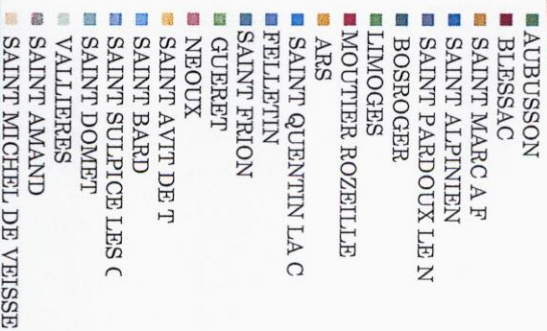 AUBUSSON
BLESSAC
SAINT MARC A F
SAINT ALPINIEN
SAINT PARDOUX LE N
BOSROGER
LIMOGES
MOUTIER ROZEILLE
ARS
SAINT QUENTIN LA C
FELLETIN
SAINT FRION
GUERET
NEOUX
SAINT AVIT DE T
SAINT BARD
SAINT SULPICE LES C
SAINT DOMET
VALLIERES
SAINT AMAND
SAINT MICHEL DE VEISSE